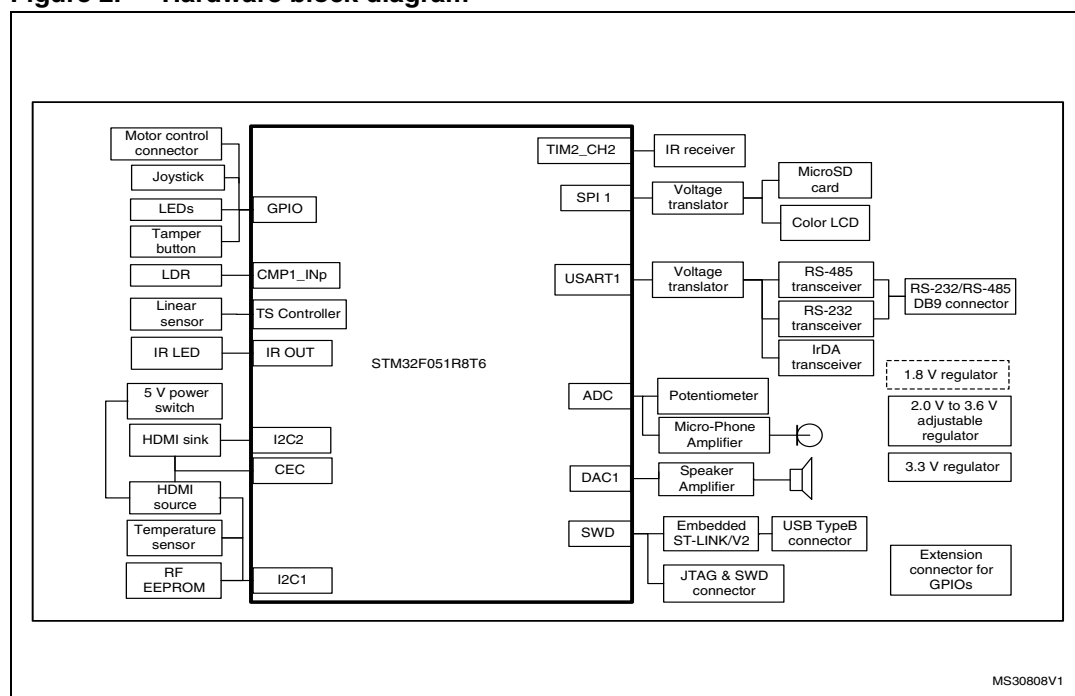 Figure 2. Hardware block diagram
Motor control
connector
Joystick
LEDs
Tamper
button
LDR
Linear
sensor
IR LED
5 V power
switch
HDMI sink
HDMI
source
Temperature
sensor
RF
EEPROM
GPIO
CMP1_INp
TS Controller
IR OUT
I2C2
CEC
I2C1
STM32F051R8T6
TIM2_CH2
SPI 1
USART1
ADC
DAC1
SWD
IR receiver
Voltage
translator
MicroSD
card
Color LCD
Voltage
translator
RS-485
transceiver
RS-232
transceiver
IrDA
transceiver
RS-232/RS-485
DB9 connector
Potentiometer
Micro-Phone
Amplifier
Speaker
Amplifier
Embedded
ST-LINK/V2
USB TypeB
connector
JTAG & SWD
connector
1.8 V regulator
2.0 V to 3.6 V
adjustable
regulator
3.3 V regulator
Extension
connector for
GPIOs
MS30808V1